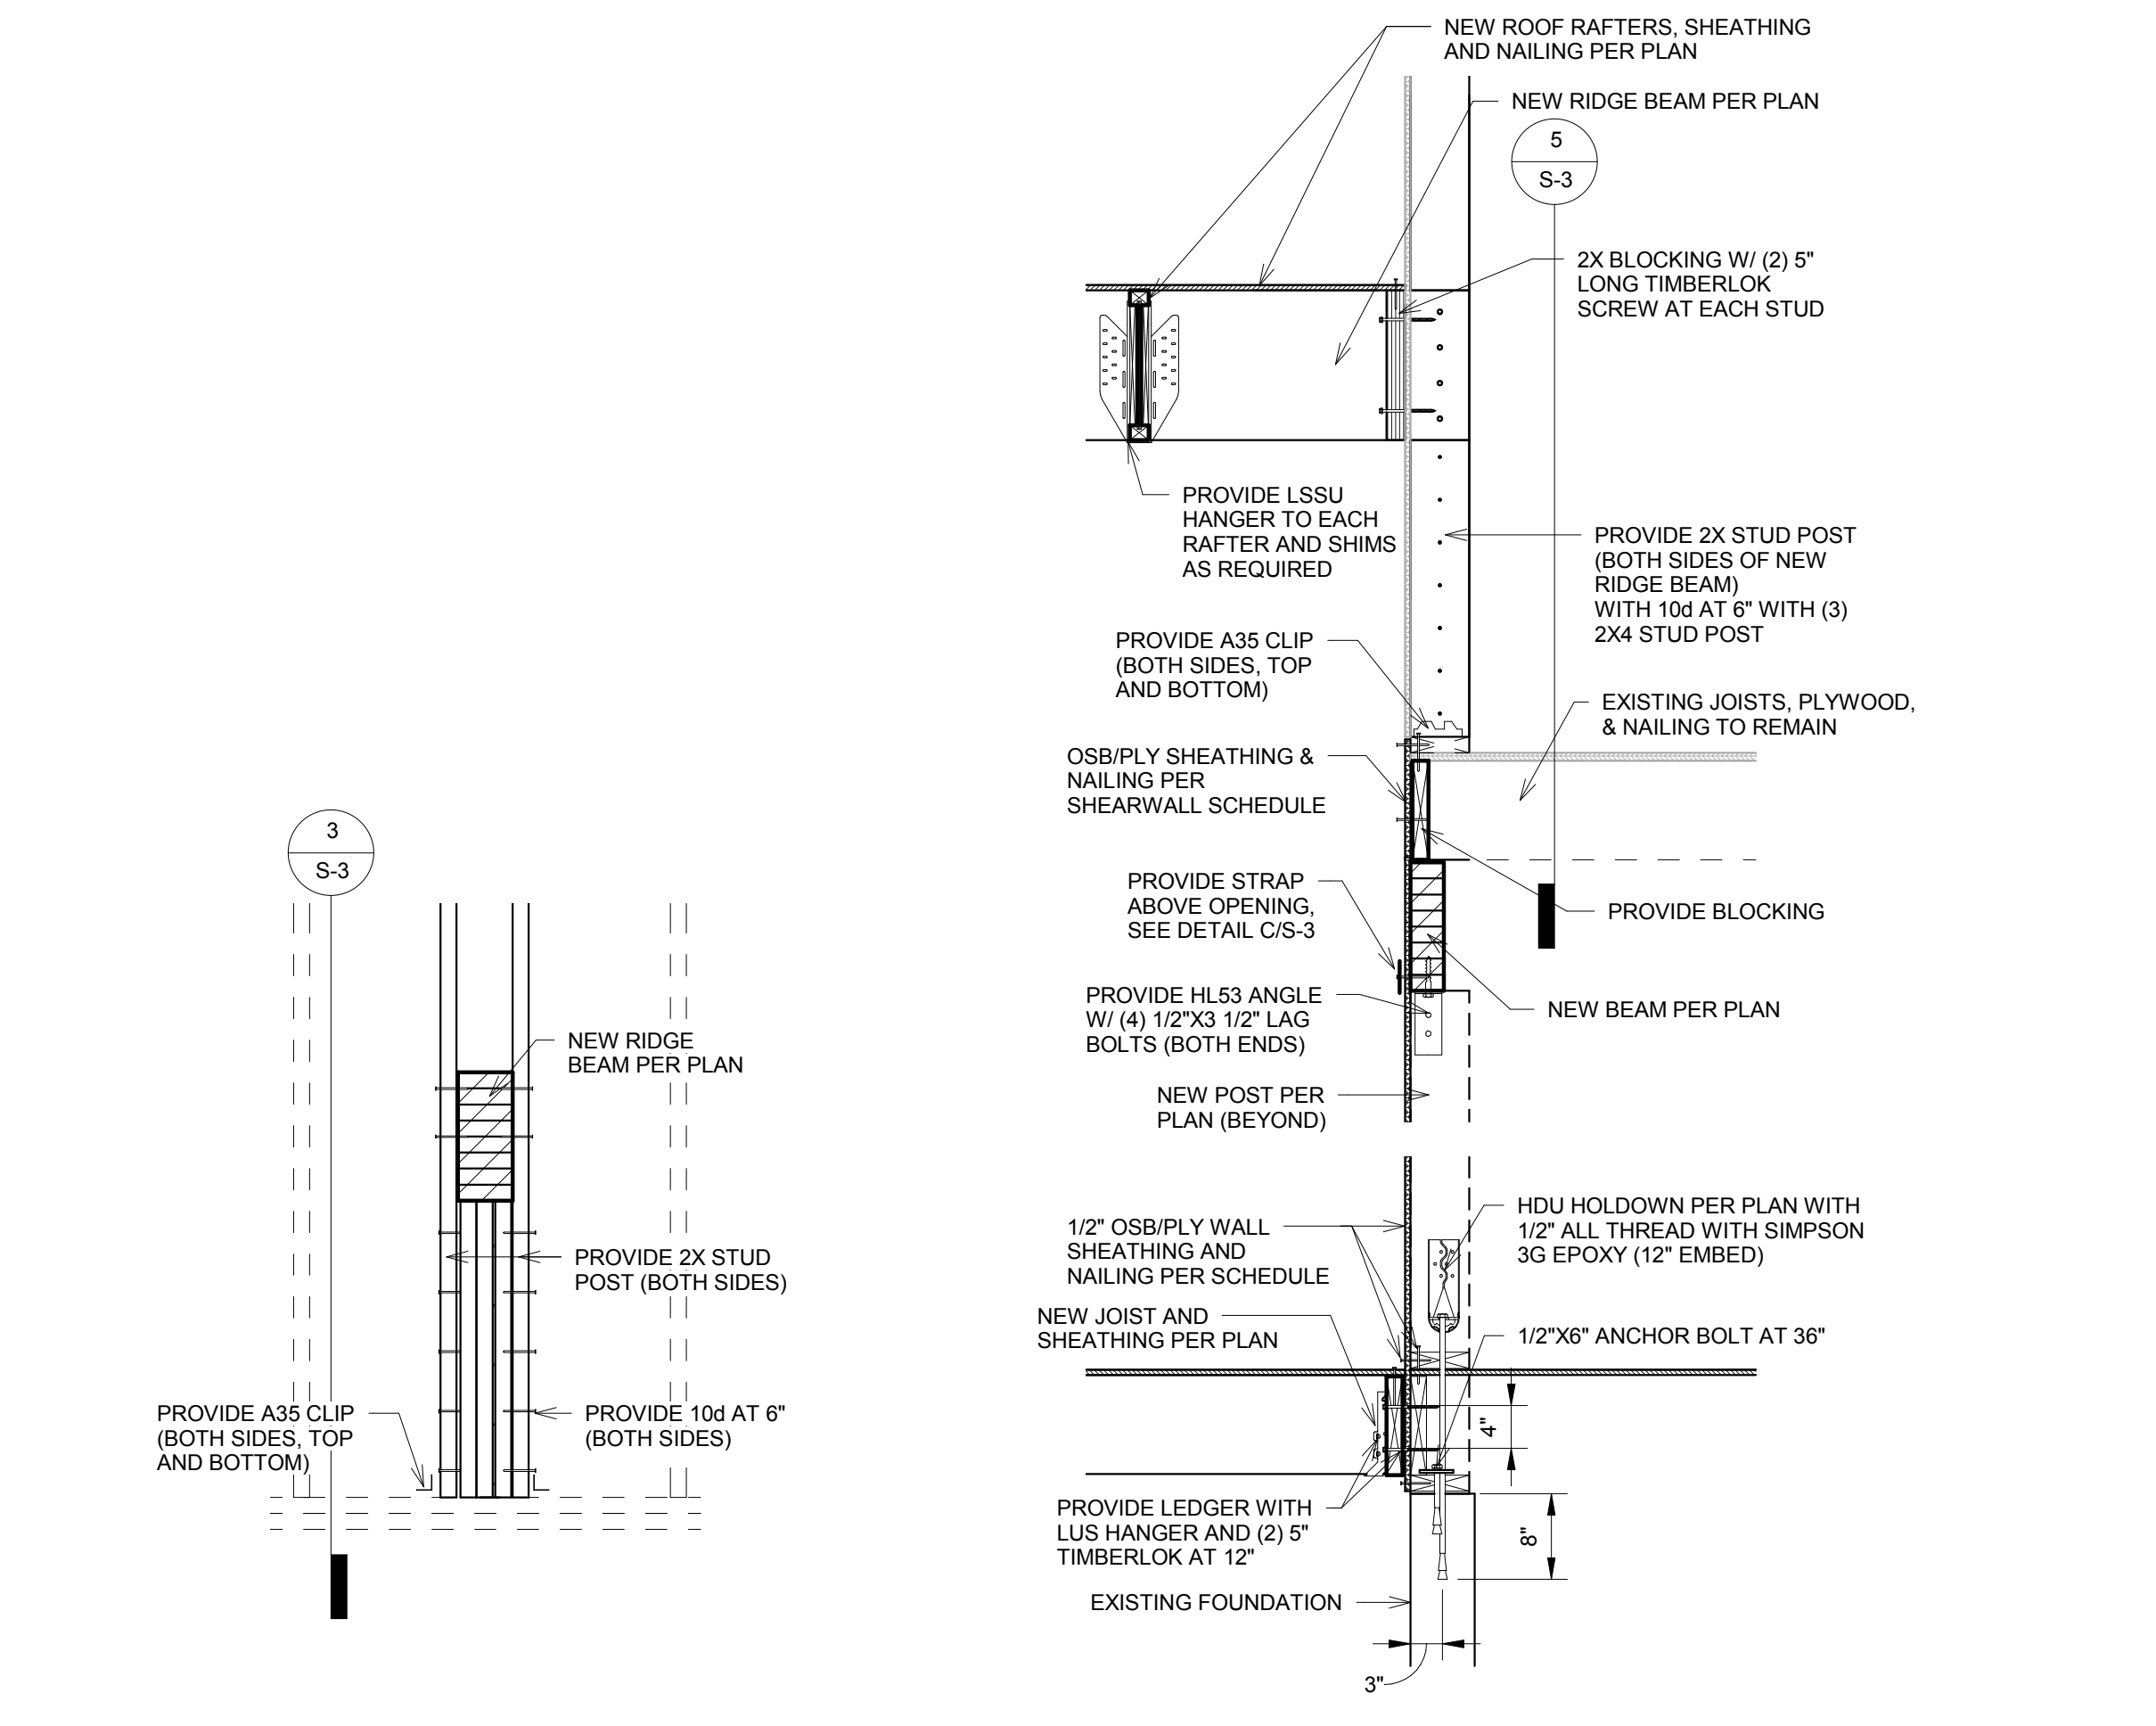 3
S-3
NEW RIDGE
BEAM PER PLAN
PROVIDE 2X STUD
POST (BOTH SIDES)
PROVIDE A35 CLIP
(BOTH SIDES, TOP
AND BOTTOM)
PROVIDE 10d AT 6"
(BOTH SIDES)
NEW ROOF RAFTERS, SHEATHING
AND NAILING PER PLAN
NEW RIDGE BEAM PER PLAN
5
S-3
2X BLOCKING W/ (2) 5"
LONG TIMBERLOK
SCREW AT EACH STUD
PROVIDE LSSU
HANGER TO EACH
RAFTER AND SHIMS
AS REQUIRED
PROVIDE 2X STUD POST
(BOTH SIDES OF NEW
RIDGE BEAM)
WITH 10d AT 6" WITH (3)
2X4 STUD POST
PROVIDE A35 CLIP
(BOTH SIDES, TOP
AND BOTTOM)
EXISTING JOISTS, PLYWOOD,
& NAILING TO REMAIN
OSB/PLY SHEATHING &
NAILING PER
SHEARWALL SCHEDULE
PROVIDE STRAP
ABOVE OPENING,
SEE DETAIL C/S-3
PROVIDE BLOCKING
PROVIDE HL53 ANGLE
W/ (4) 1/2"X3 1/2" LAG
BOLTS (BOTH ENDS)
NEW BEAM PER PLAN
NEW POST PER
PLAN (BEYOND)
1/2" OSB/PLY WALL
SHEATHING AND
NAILING PER SCHEDULE
HDU HOLDOWN PER PLAN WITH
1/2" ALL THREAD WITH SIMPSON
3G EPOXY (12" EMBED)
NEW JOIST AND
SHEATHING PER PLAN
1/2"X6" ANCHOR BOLT AT 36"
4"
PROVIDE LEDGER WITH
LUS HANGER AND (2) 5"
TIMBERLOK AT 12"
8"
EXISTING FOUNDATION
3"